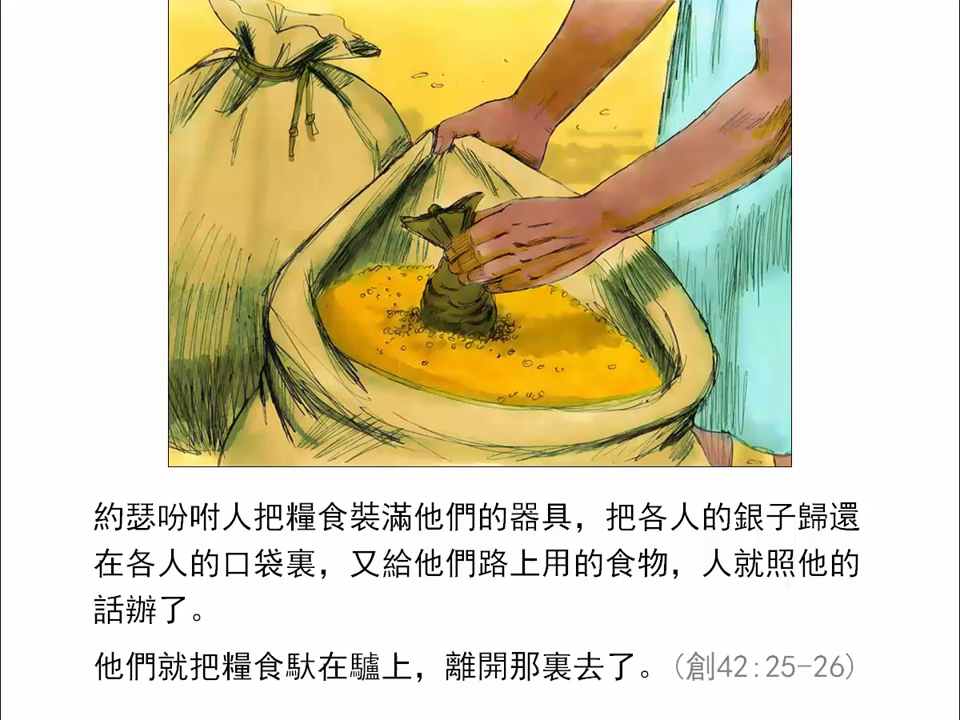 約瑟吩咐人把糧食裝滿他們的器具，把各人的銀子歸還
在各人的口袋裏，又給他們路上用的食物，人就照他的
話辦了。
他們就把糧食馱在驢上，離開那裏去了。(創42:25-26)